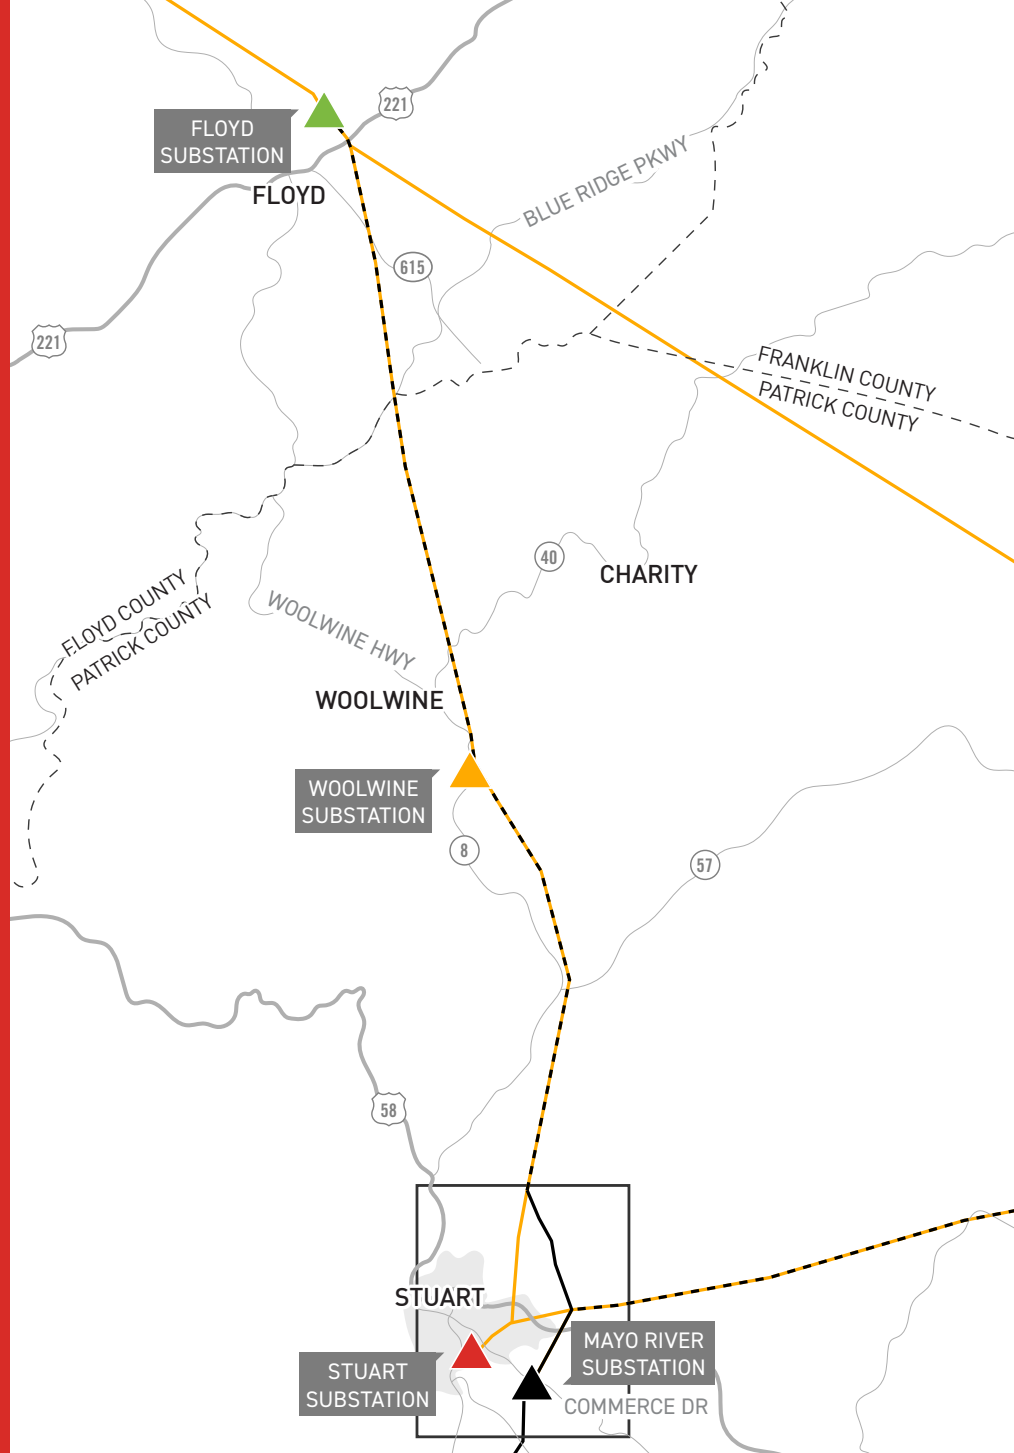 221
FLOYD
SUBSTATION
BLUE RIDGE PKWY
FLOYD
615
221
FRANKLIN COUNTY
PATRICK COUNTY
40
CHARITY
FLOYD COUNTY
PATRICK COUNTY
WOOLWINE HWY
WOOLWINE
WOOLWINE
SUBSTATION
8
57
58
STUART
MAYO RIVER
SUBSTATION
STUART
SUBSTATION
COMMERCE DR